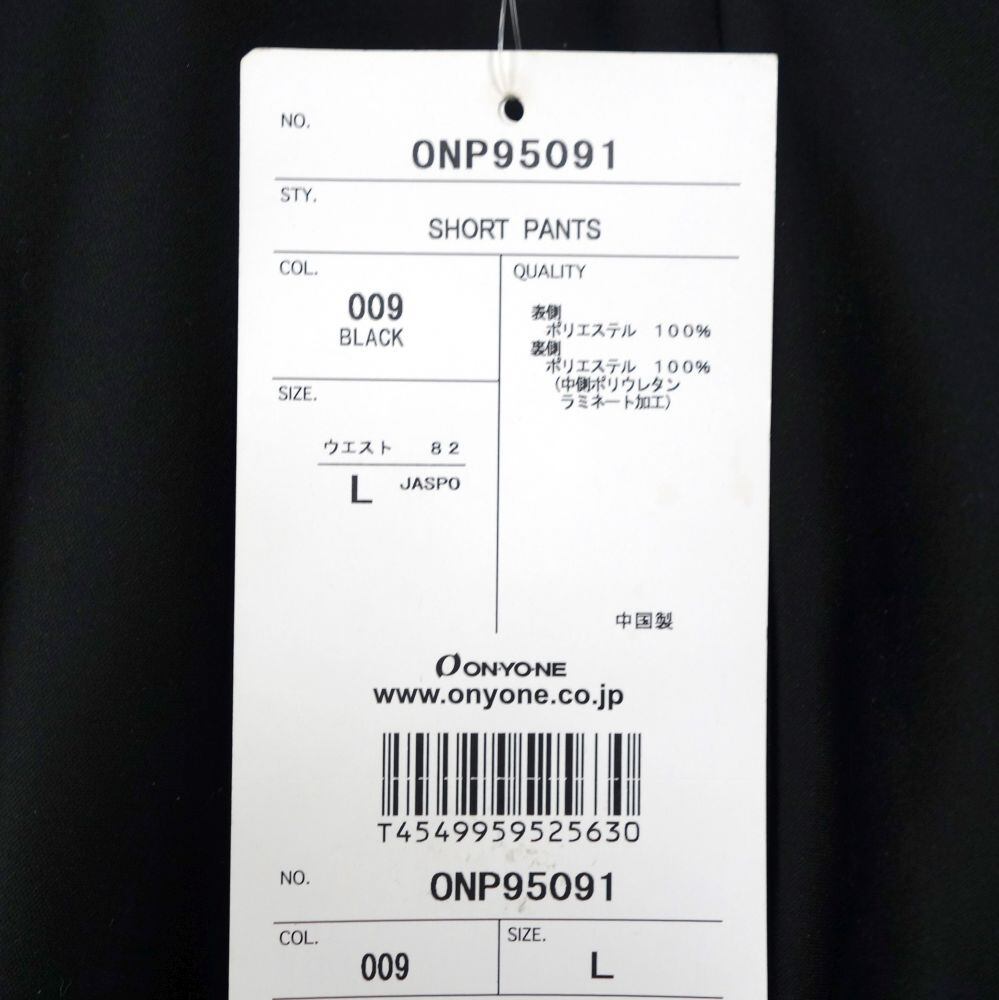 NO.
ONP95091
STY.
SHORT PANTS
COL.
009
BLACK
QUALITY
表側
ポリエステル 100%
裏側
ポリエステル 100%
(中側ポリウレタン
ラミネート加工)
SIZE.
ウエスト 82
L JASPO
中国製
ON·YO·NE
www.onyone.co.jp
T4549959525630
NO.
ONP95091
COL.
009
SIZE.
L